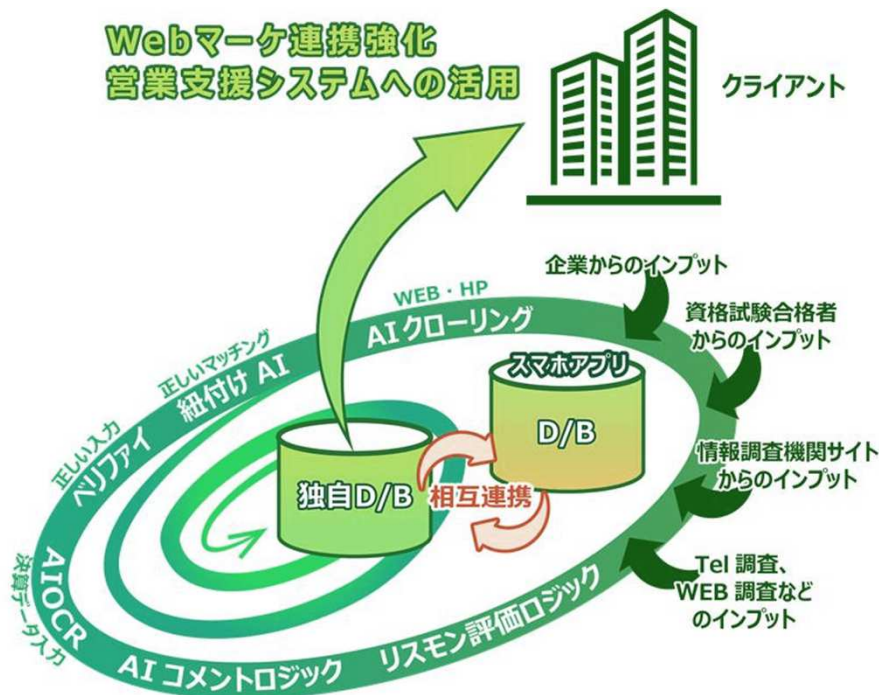 Webマーケ連携強化
営業支援システムへの活用
クライアント
企業からのインプット
資格試験合格者
からのインプット
情報調査機関サイト
からのインプット
Tel 調査、
WEB 調査など
のインプット
WEB・HP
AIクローリング
正しいマッチング
紐付け AI
正しい入力
ベリファイ
AIOCR
決算データ入力
AI コメントロジック
リスモン評価ロジック
スマホアプリ
D/B
独自D/B
相互連携